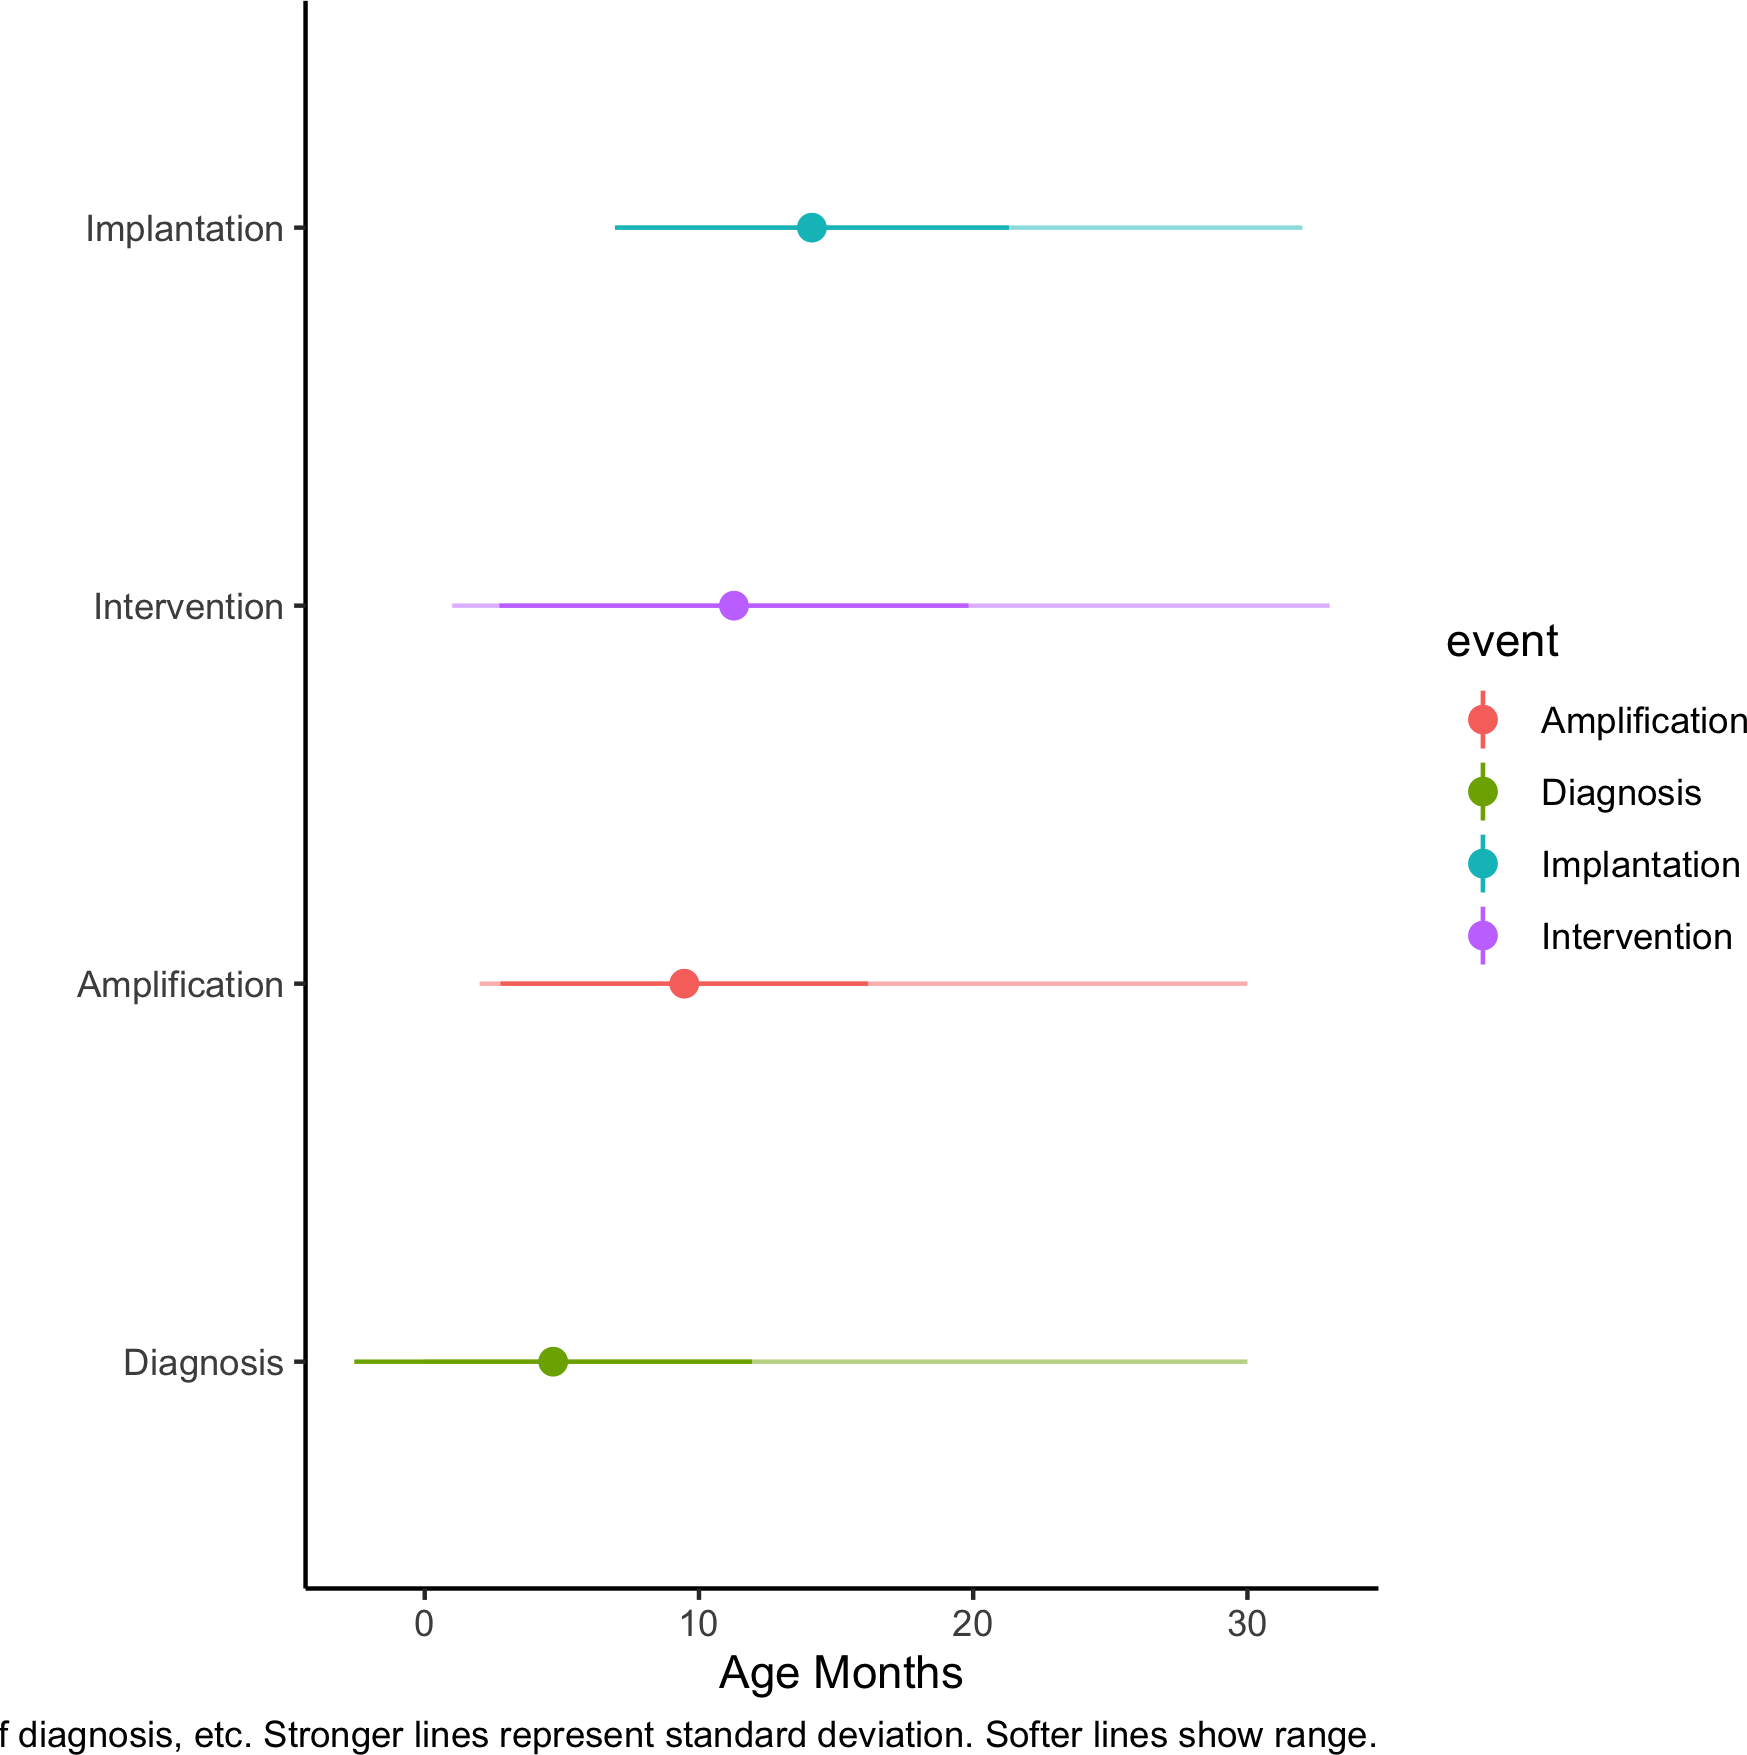 Implantation
Intervention
Amplification
Diagnosis
0 10 20 30
Age Months
event
Amplification
Diagnosis
Implantation
Intervention
f diagnosis, etc. Stronger lines represent standard deviation. Softer lines show range.